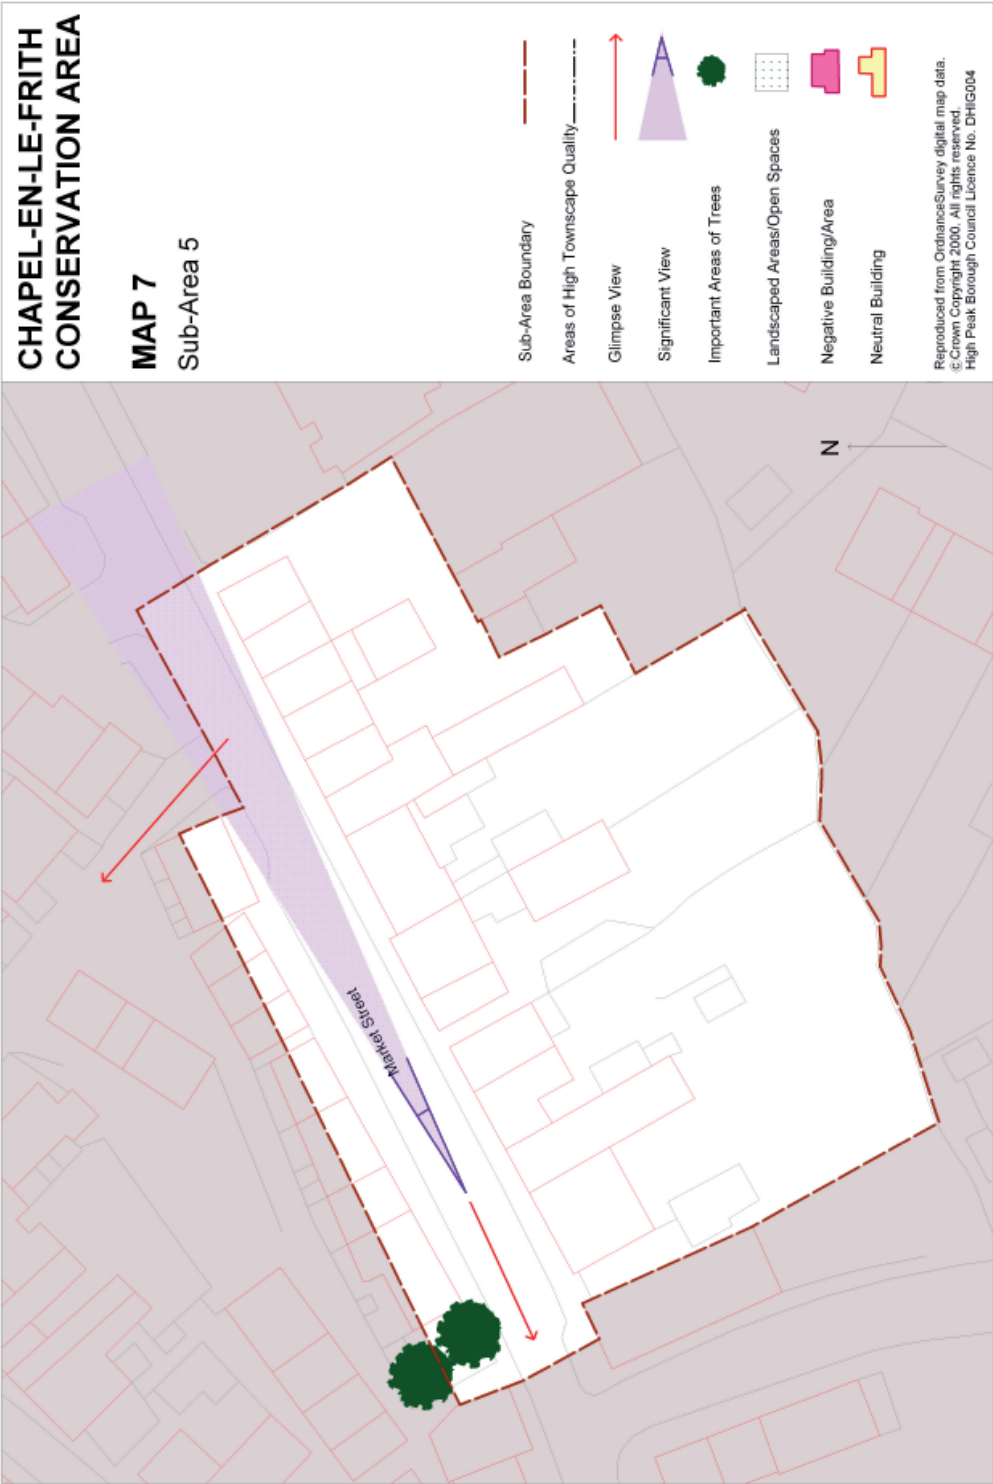 CHAPEL-EN-LE-FRITH
CONSERVATION AREA
MAP 7
Sub-Area 5
Sub-Area Boundary
Areas of High Townscape Quality
Glimpse View
Significant View
Important Areas of Trees
Landscaped Areas/Open Spaces
Negative Building/Area
Neutral Building
Reproduced from OrdnanceSurvey digital map data.
© Crown Copyright 2000. All rights reserved.
High Peak Borough Council Licence No. DHIG004
Market Street
N